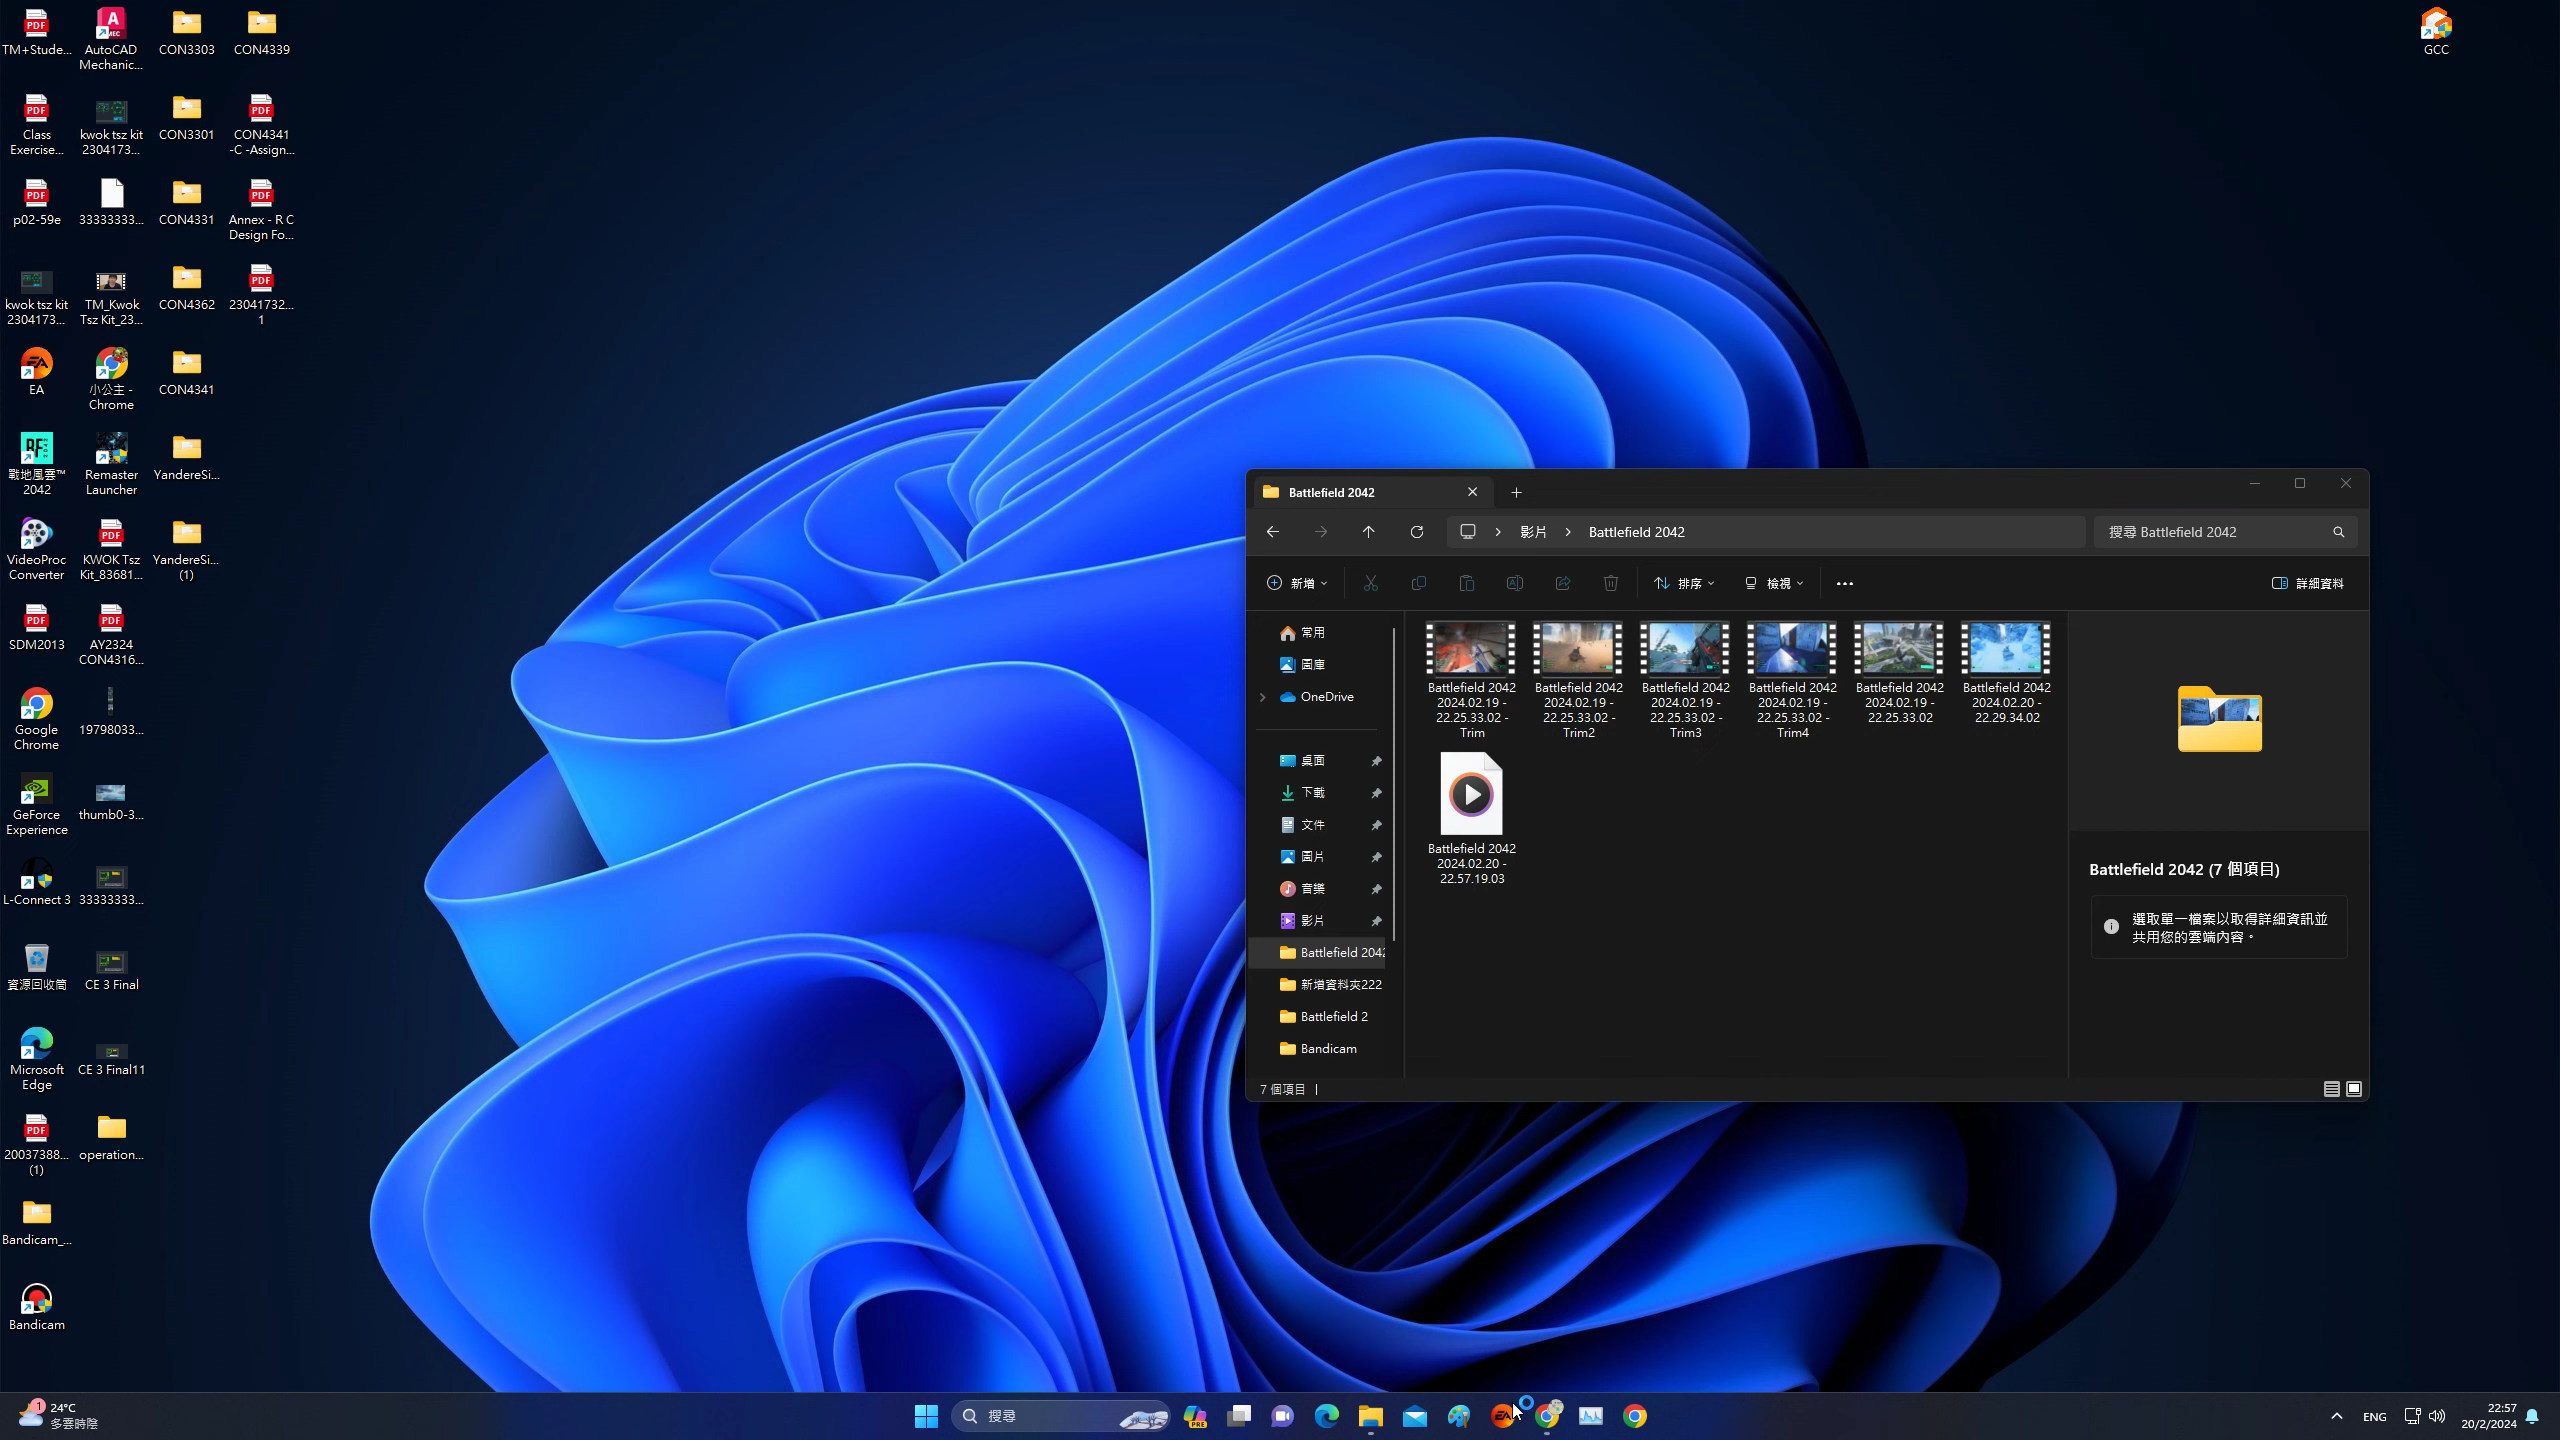 TM+Stude...
AutoCAD
Mechanic...
CON3303
CON4339
GCC
Class
Exercise...
kwok tsz kit
2304173...
CON3301
CON4341
-C -Assign...
p02-59e
33333333...
CON4331
Annex - R C
Design Fo...
kwok tsz kit
2304173...
TM_Kwok
Tsz Kit_23...
CON4362
23041732...
1
EA
小公主 -
Chrome
CON4341
戰地風雲™
2042
Remaster
Launcher
YandereSi...
VideoProc
Converter
KWOK Tsz
Kit_83681...
YandereSi...
(1)
SDM2013
AY2324
CON4316...
Google
Chrome
19798033...
GeForce
Experience
thumb0-3...
L-Connect 3
33333333...
資源回收筒
CE 3 Final
Microsoft
Edge
CE 3 Final11
20037388...
(1)
operation...
Bandicam_...
Bandicam
Battlefield 2042
影片
Battlefield 2042
搜尋 Battlefield 2042
新增
排序
檢視
詳細資料
常用
圖庫
OneDrive
桌面
下載
文件
圖片
音樂
影片
Battlefield 2042
新增資料夾222
Battlefield 2
Bandicam
Battlefield 2042
2024.02.19 -
22.25.33.02 -
Trim
Battlefield 2042
2024.02.19 -
22.25.33.02 -
Trim2
Battlefield 2042
2024.02.19 -
22.25.33.02 -
Trim3
Battlefield 2042
2024.02.19 -
22.25.33.02 -
Trim4
Battlefield 2042
2024.02.19 -
22.25.33.02
Battlefield 2042
2024.02.20 -
22.29.34.02
Battlefield 2042
2024.02.20 -
22.57.19.03
Battlefield 2042 (7 個項目)
選取單一檔案以取得詳細資訊並
共用您的雲端內容。
7 個項目
1
24°C
多雲時陰
搜尋
PRE
EA
ENG
22:57
20/2/2024